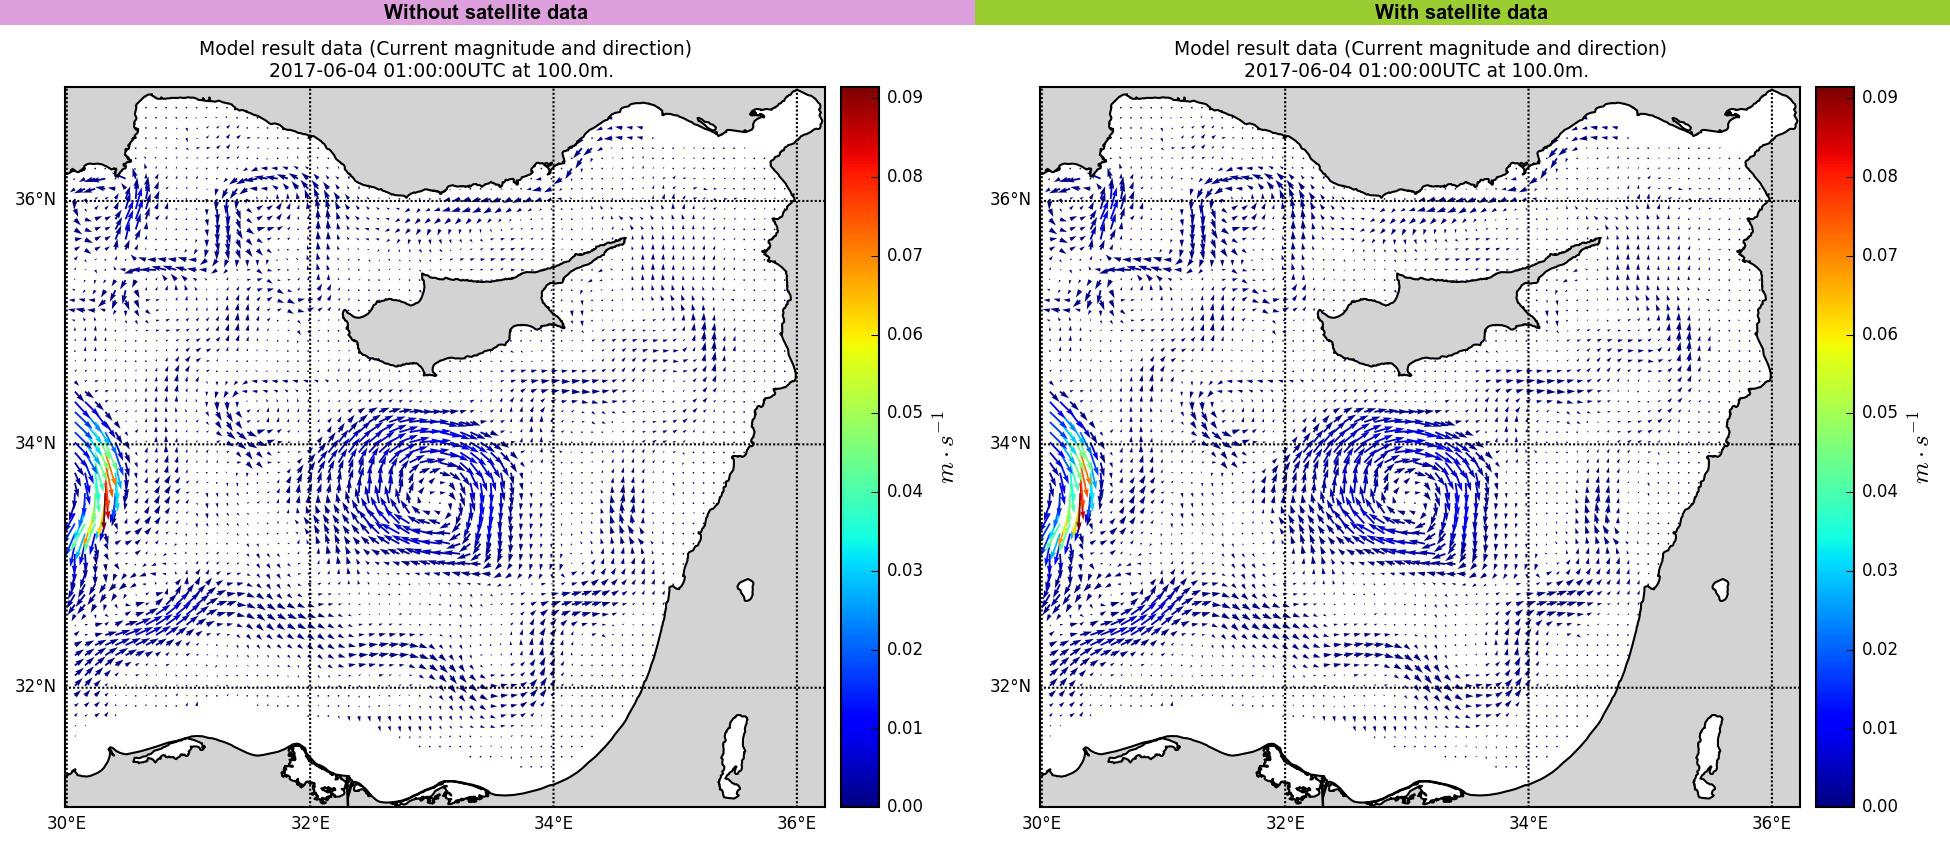 Without satellite data
Model result data (Current magnitude and direction)
2017-06-04 01:00:00UTC at 100.0m.
0.09
0.08
0.07
0.06
0.05
0.04
0.03
0.02
0.01
0.00
m · s⁻¹
36°N
34°N
32°N
30°E
32°E
34°E
36°E
With satellite data
Model result data (Current magnitude and direction)
2017-06-04 01:00:00UTC at 100.0m.
0.09
0.08
0.07
0.06
0.05
0.04
0.03
0.02
0.01
0.00
m · s⁻¹
36°N
34°N
32°N
30°E
32°E
34°E
36°E